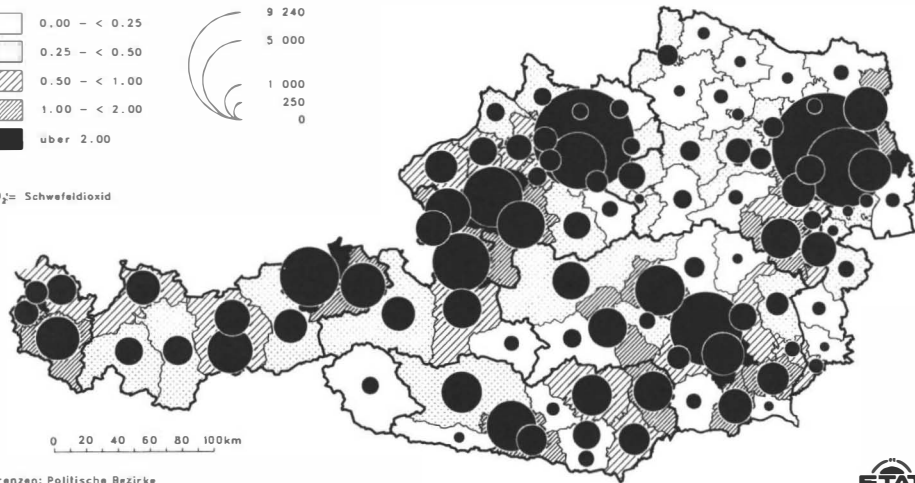 0.00 – < 0.25
0.25 – < 0.50
0.50 – < 1.00
1.00 – < 2.00
über 2.00
9 240
5 000
1 000
250
0
= Schwefeldioxid
0 20 40 60 80 100km
Politische Bezirke